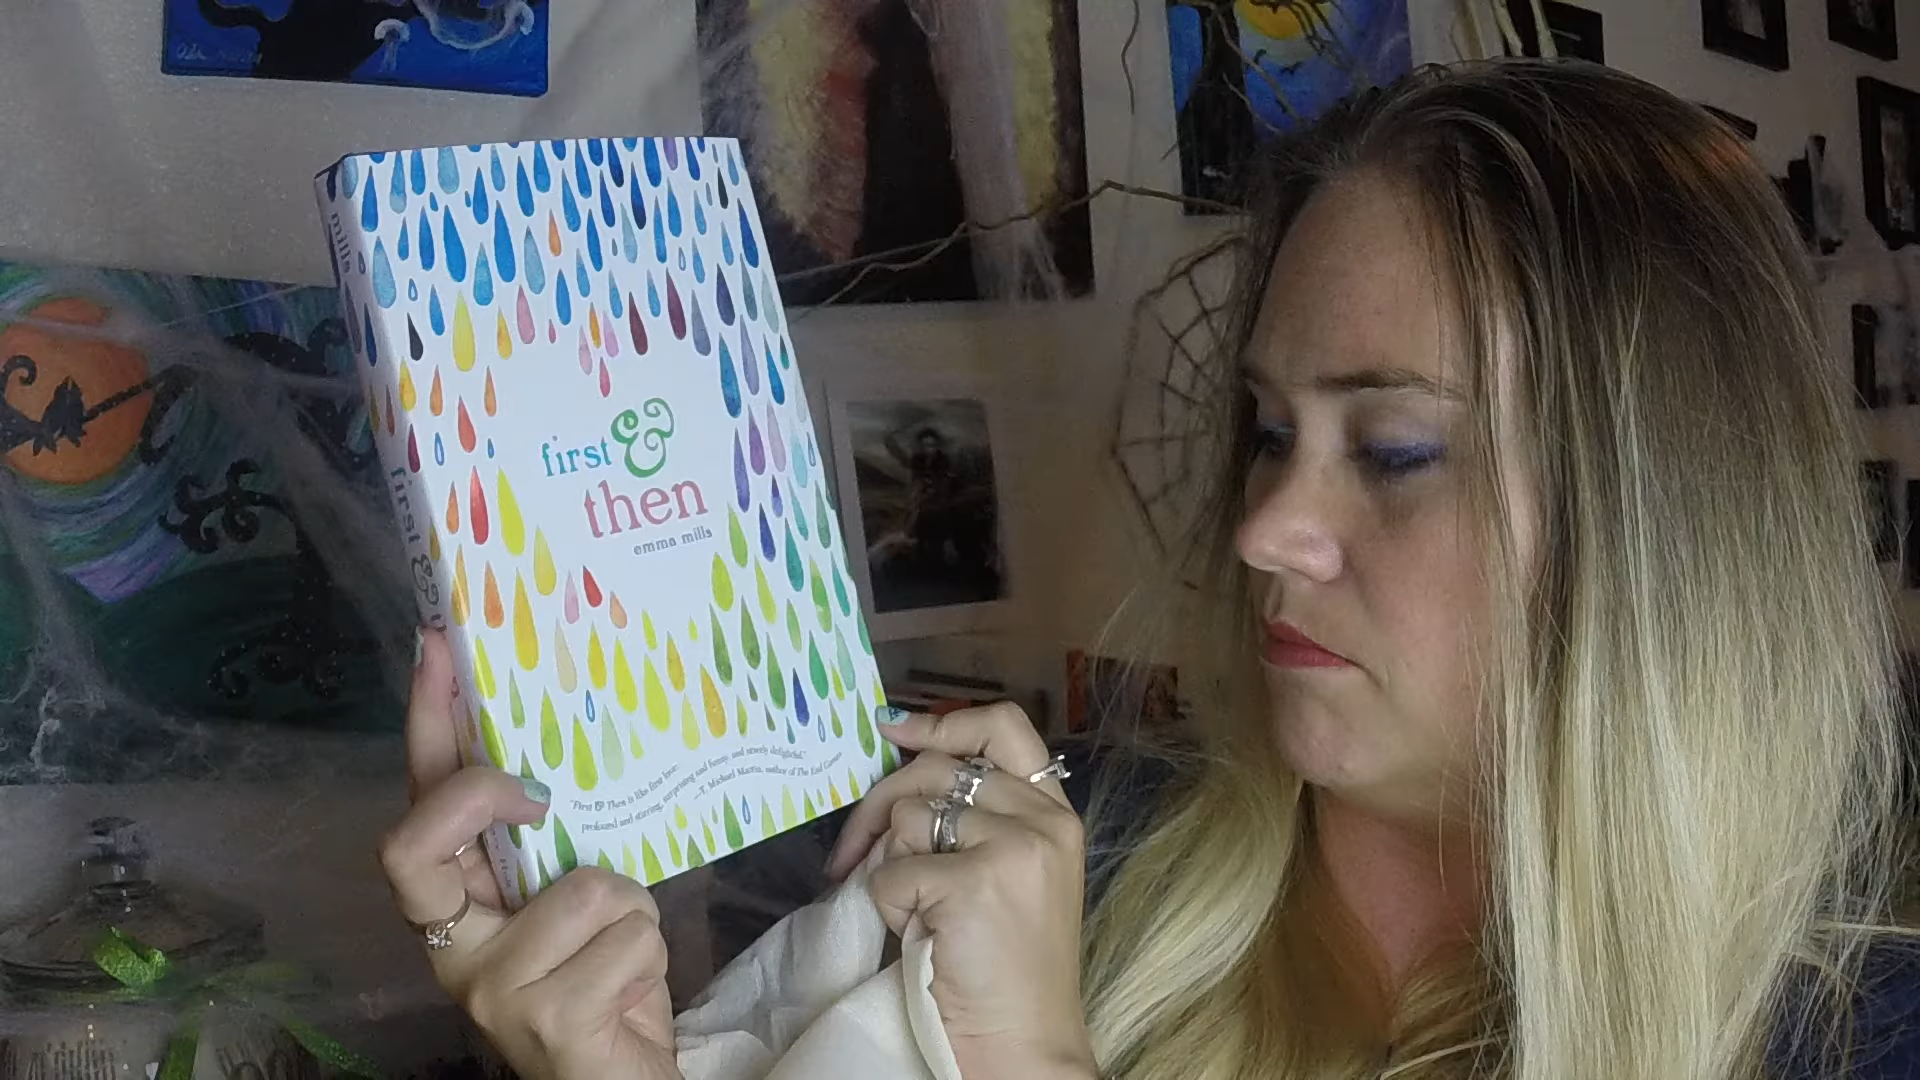 mills
first &
first &
then
emma mills
"First & Then is like first love:
profound and stirring, surprising and funny, and utterly delightful."
—T. Michael Martin, author of The End Games